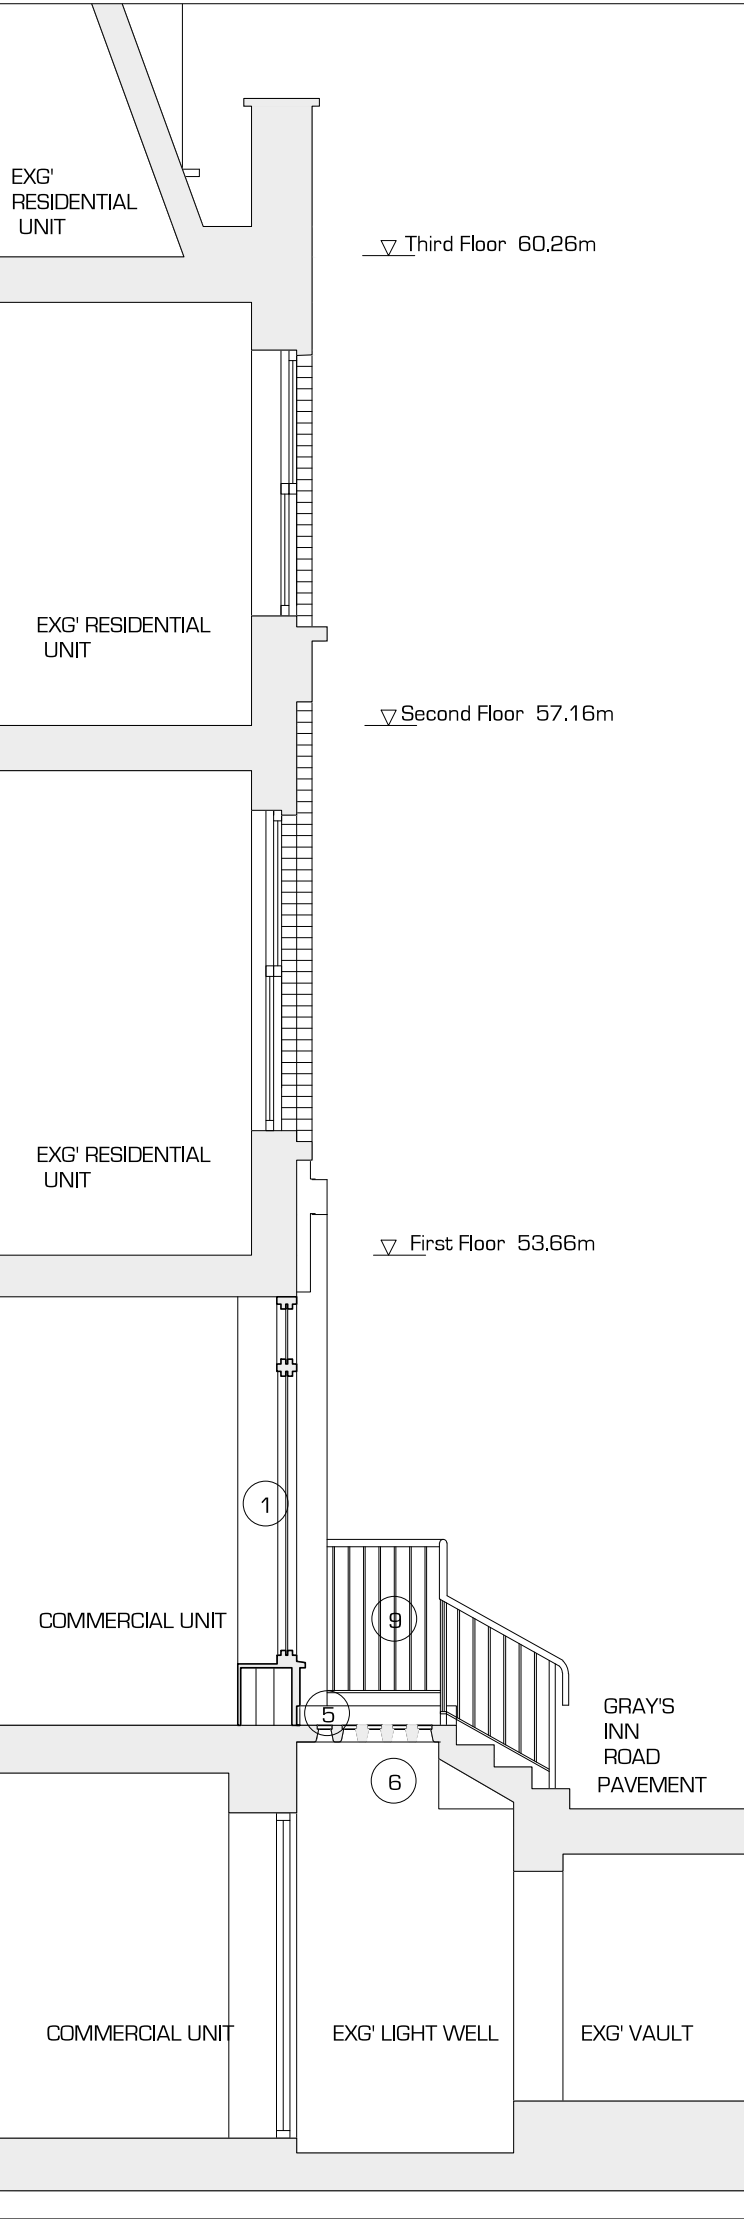 EXG'
RESIDENTIAL
UNIT
Third Floor 60.26m
EXG' RESIDENTIAL
UNIT
Second Floor 57.16m
EXG' RESIDENTIAL
UNIT
First Floor 53.66m
1
COMMERCIAL UNIT
9
5
GRAY'S
INN
ROAD
PAVEMENT
6
COMMERCIAL UNIT
EXG' LIGHT WELL
EXG' VAULT